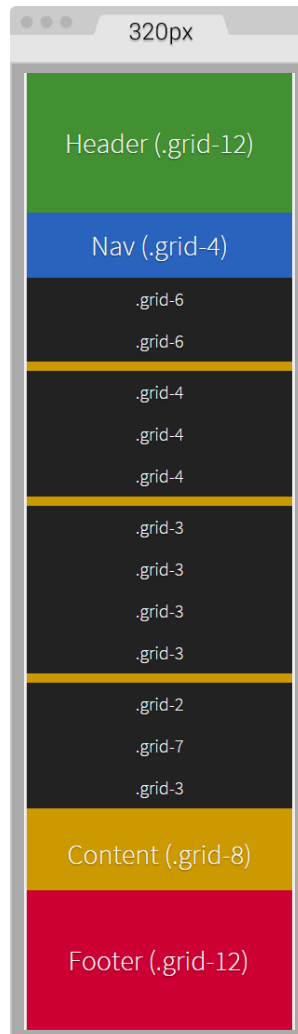 320px
Header (.grid-12)
Nav (.grid-4)
.grid-6
.grid-6
.grid-4
.grid-4
.grid-4
.grid-3
.grid-3
.grid-3
.grid-3
.grid-2
.grid-7
.grid-3
Content (.grid-8)
Footer (.grid-12)